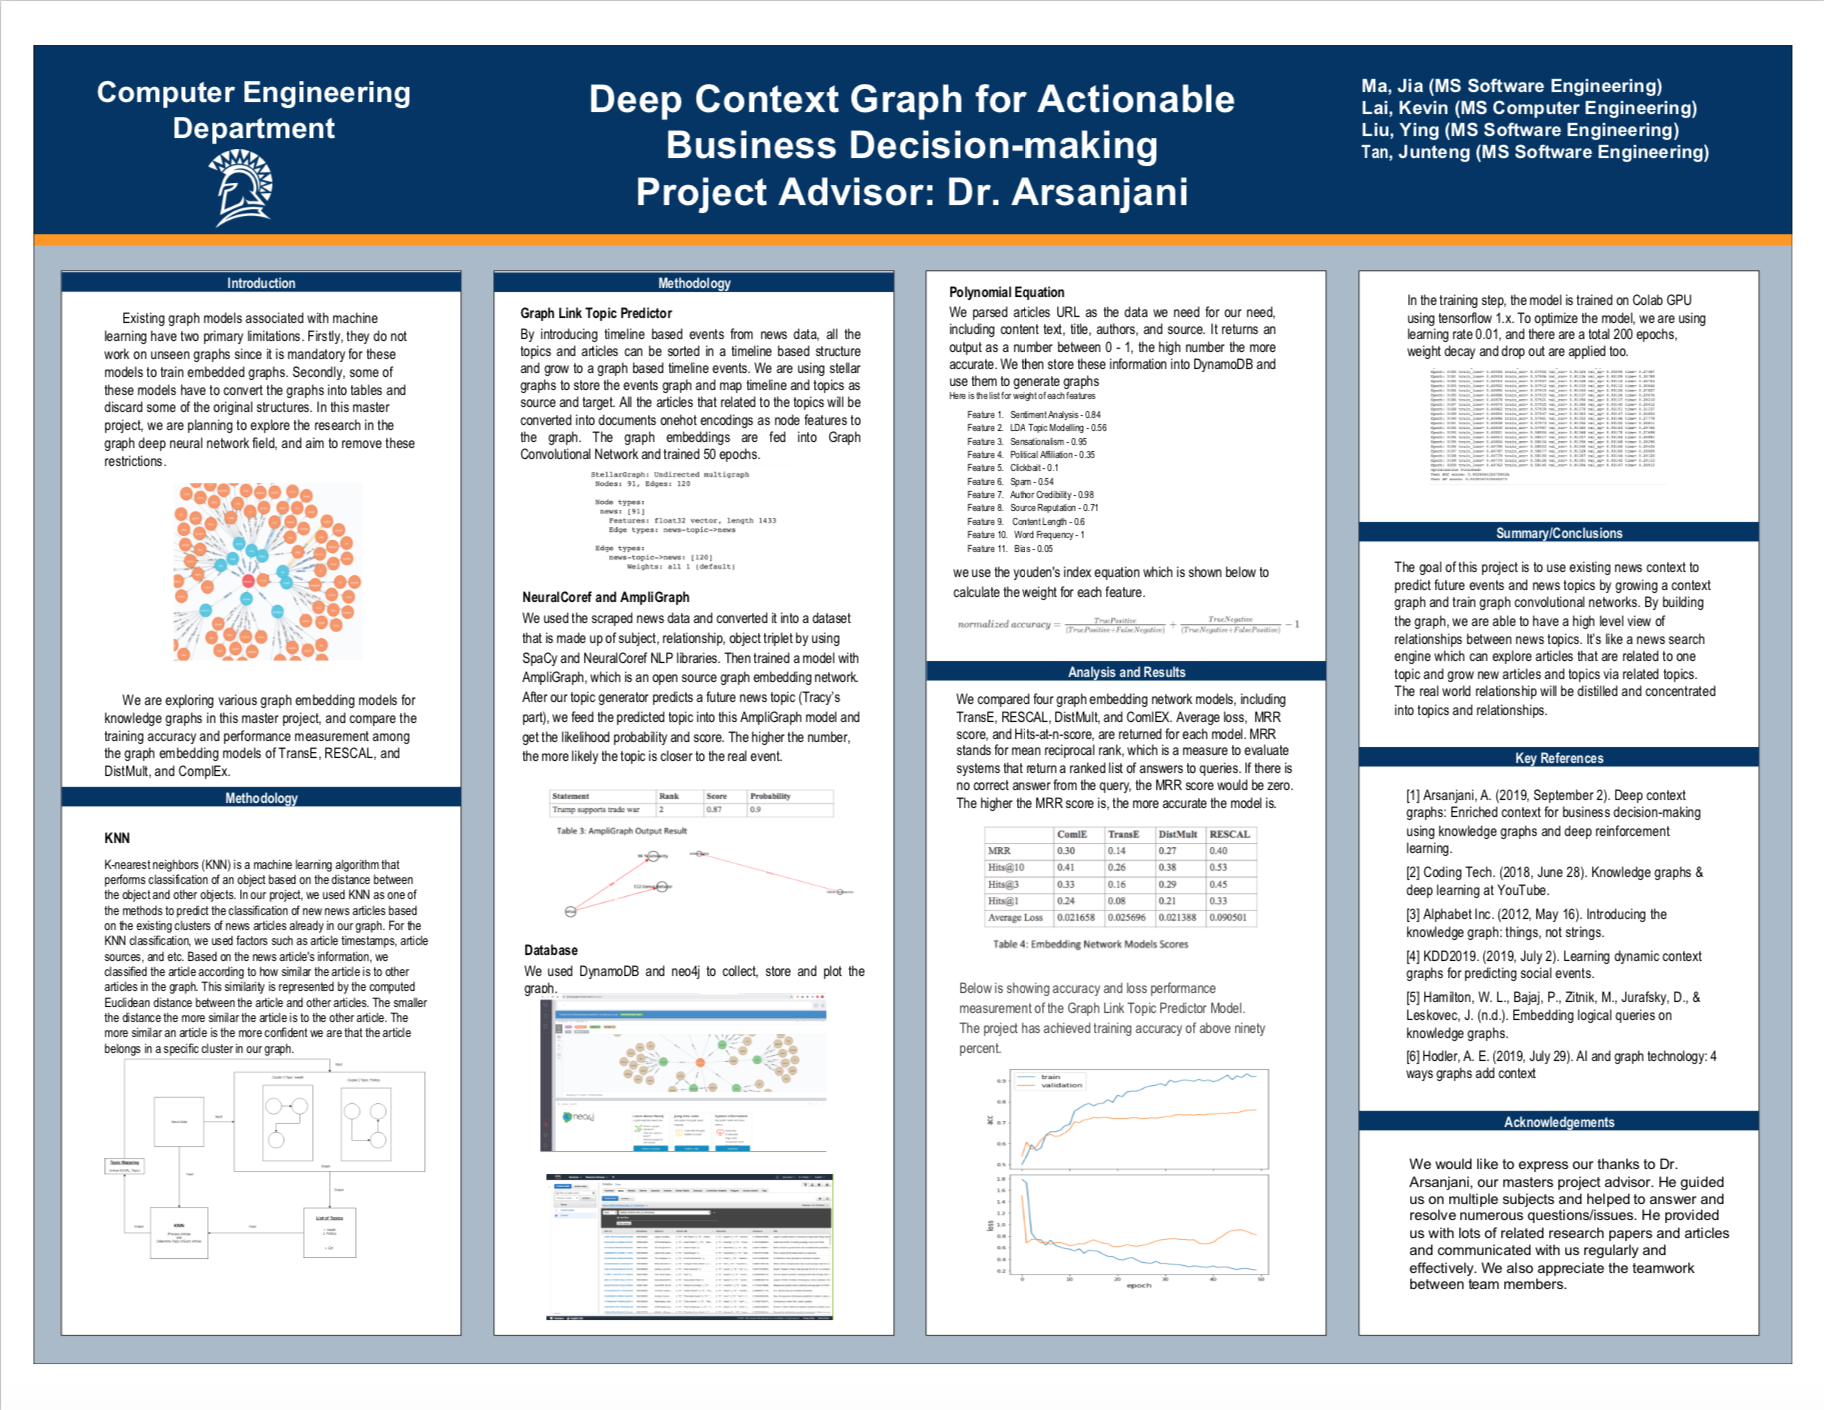 Computer Engineering
Department
Deep Context Graph for Actionable
Business Decision-making
Project Advisor: Dr. Arsanjani
Ma, Jia (MS Software Engineering)
Lai, Kevin (MS Computer Engineering)
Liu, Ying (MS Software Engineering)
Tan, Junteng (MS Software Engineering)
Introduction
Existing graph models associated with machine
learning have two primary limitations. Firstly, they do not
work on unseen graphs since it is mandatory for these
models to train embedded graphs. Secondly, some of
these models have to convert the graphs into tables and
discard some of the original structures. In this master
project, we are planning to explore the research in the
graph deep neural network field, and aim to remove these
restrictions.
We are exploring various graph embedding models for
knowledge graphs in this master project, and compare the
training accuracy and performance measurement among
the graph embedding models of TransE, RESCAL, and
DistMult, and ComplEx.
Methodology
KNN
K-nearest neighbors (KNN) is a machine learning algorithm that
performs classification of an object based on the distance between
the object and other objects. In our project, we used KNN as one of
the methods to predict the classification of new news articles based
on the existing clusters of news articles already in our graph. For the
KNN classification, we used factors such as article timestamps, article
sources, and etc. Based on the news article's information, we
classified the article according to how similar the article is to other
articles in the graph. This similarity is represented by the computed
Euclidean distance between the article and other articles. The smaller
the distance the more similar the article is to the other article. The
more similar an article is the more confident we are that the article
belongs in a specific cluster in our graph.
KNN
List of Topics
Methodology
Graph Link Topic Predictor
By introducing timeline based events from news data, all the
topics and articles can be sorted in a timeline based structure
and grow to a graph based timeline events. We are using stellar
graphs to store the events graph and map timeline and topics as
source and target. All the articles that related to the topics will be
converted into documents onehot encodings as node features to
the graph. The graph embeddings are fed into Graph
Convolutional Network and trained 50 epochs.
StellarGraph: Undirected multigraph
Nodes: 91, Edges: 120
Node types:
news: [91]
Features: float32 vector, length 1433
Edge types: news-topic->news
Edge types:
news-topic->news: [120]
Weights: all 1 (default)
NeuralCoref and AmpliGraph
We used the scraped news data and converted it into a dataset
that is made up of subject, relationship, object triplet by using
SpaCy and NeuralCoref NLP libraries. Then trained a model with
AmpliGraph, which is an open source graph embedding network.
After our topic generator predicts a future news topic (Tracy's
part), we feed the predicted topic into this AmpliGraph model and
get the likelihood probability and score. The higher the number,
the more likely the topic is closer to the real event.
Statement Rank Score Probability
Trump supports trade war 2 0.87 0.9
Table 3: AmpliGraph Output Result
Database
We used DynamoDB and neo4j to collect, store and plot the
graph.
neo4j
Polynomial Equation
We parsed articles URL as the data we need for our need,
including content text, title, authors, and source. It returns an
output as a number between 0 - 1, the high number the more
accurate. We then store these information into DynamoDB and
use them to generate graphs
Here is the list for weight of each features
Feature 1. Sentiment Analysis - 0.84
Feature 2. LDA Topic Modelling - 0.56
Feature 3. Sensationalism - 0.95
Feature 4. Political Affiliation - 0.35
Feature 5. Clickbait - 0.1
Feature 6. Spam - 0.54
Feature 7. Author Credibility - 0.98
Feature 8. Source Reputation - 0.71
Feature 9. Content Length - 0.6
Feature 10. Word Frequency - 1
Feature 11. Bias - 0.05
we use the youden's index equation which is shown below to
calculate the weight for each feature.
normalized accuracy = TruePositive / (TruePositive+FalseNegative) + TrueNegative / (TrueNegative+FalsePositive) − 1
Analysis and Results
We compared four graph embedding network models, including
TransE, RESCAL, DistMult, and ComlEX. Average loss, MRR
score, and Hits-at-n-score, are returned for each model. MRR
stands for mean reciprocal rank, which is a measure to evaluate
systems that return a ranked list of answers to queries. If there is
no correct answer from the query, the MRR score would be zero.
The higher the MRR score is, the more accurate the model is.
ComlE TransE DistMult RESCAL
MRR 0.30 0.14 0.27 0.40
Hits@10 0.41 0.26 0.38 0.53
Hits@3 0.33 0.16 0.29 0.45
Hits@1 0.24 0.08 0.21 0.33
Average Loss 0.021658 0.025696 0.021388 0.090501
Table 4: Embedding Network Models Scores
Below is showing accuracy and loss performance
measurement of the Graph Link Topic Predictor Model.
The project has achieved training accuracy of above ninety
percent.
train
validation
acc
0.9
0.8
0.7
0.6
0.5
loss
1.8
1.6
1.4
1.2
1.0
0.8
0.6
0.4
0.2
0 10 20 30 40 50
epoch
In the training step, the model is trained on Colab GPU
using tensorflow 1.x. To optimize the model, we are using
learning rate 0.01, and there are a total 200 epochs,
weight decay and drop out are applied too.
Summary/Conclusions
The goal of this project is to use existing news context to
predict future events and news topics by growing a context
graph and train graph convolutional networks. By building
the graph, we are able to have a high level view of
relationships between news topics. It's like a news search
engine which can explore articles that are related to one
topic and grow new articles and topics via related topics.
The real world relationship will be distilled and concentrated
into topics and relationships.
Key References
[1] Arsanjani, A. (2019, September 2). Deep context
graphs: Enriched context for business decision-making
using knowledge graphs and deep reinforcement
learning.
[2] Coding Tech. (2018, June 28). Knowledge graphs &
deep learning at YouTube.
[3] Alphabet Inc. (2012, May 16). Introducing the
knowledge graph: things, not strings.
[4] KDD2019. (2019, July 2). Learning dynamic context
graphs for predicting social events.
[5] Hamilton, W. L., Bajaj, P., Zitnik, M., Jurafsky, D., &
Leskovec, J. (n.d.). Embedding logical queries on
knowledge graphs.
[6] Hodler, A. E. (2019, July 29). AI and graph technology: 4
ways graphs add context
Acknowledgements
We would like to express our thanks to Dr.
Arsanjani, our masters project advisor. He guided
us on multiple subjects and helped to answer and
resolve numerous questions/issues. He provided
us with lots of related research papers and articles
and communicated with us regularly and
effectively. We also appreciate the teamwork
between team members.